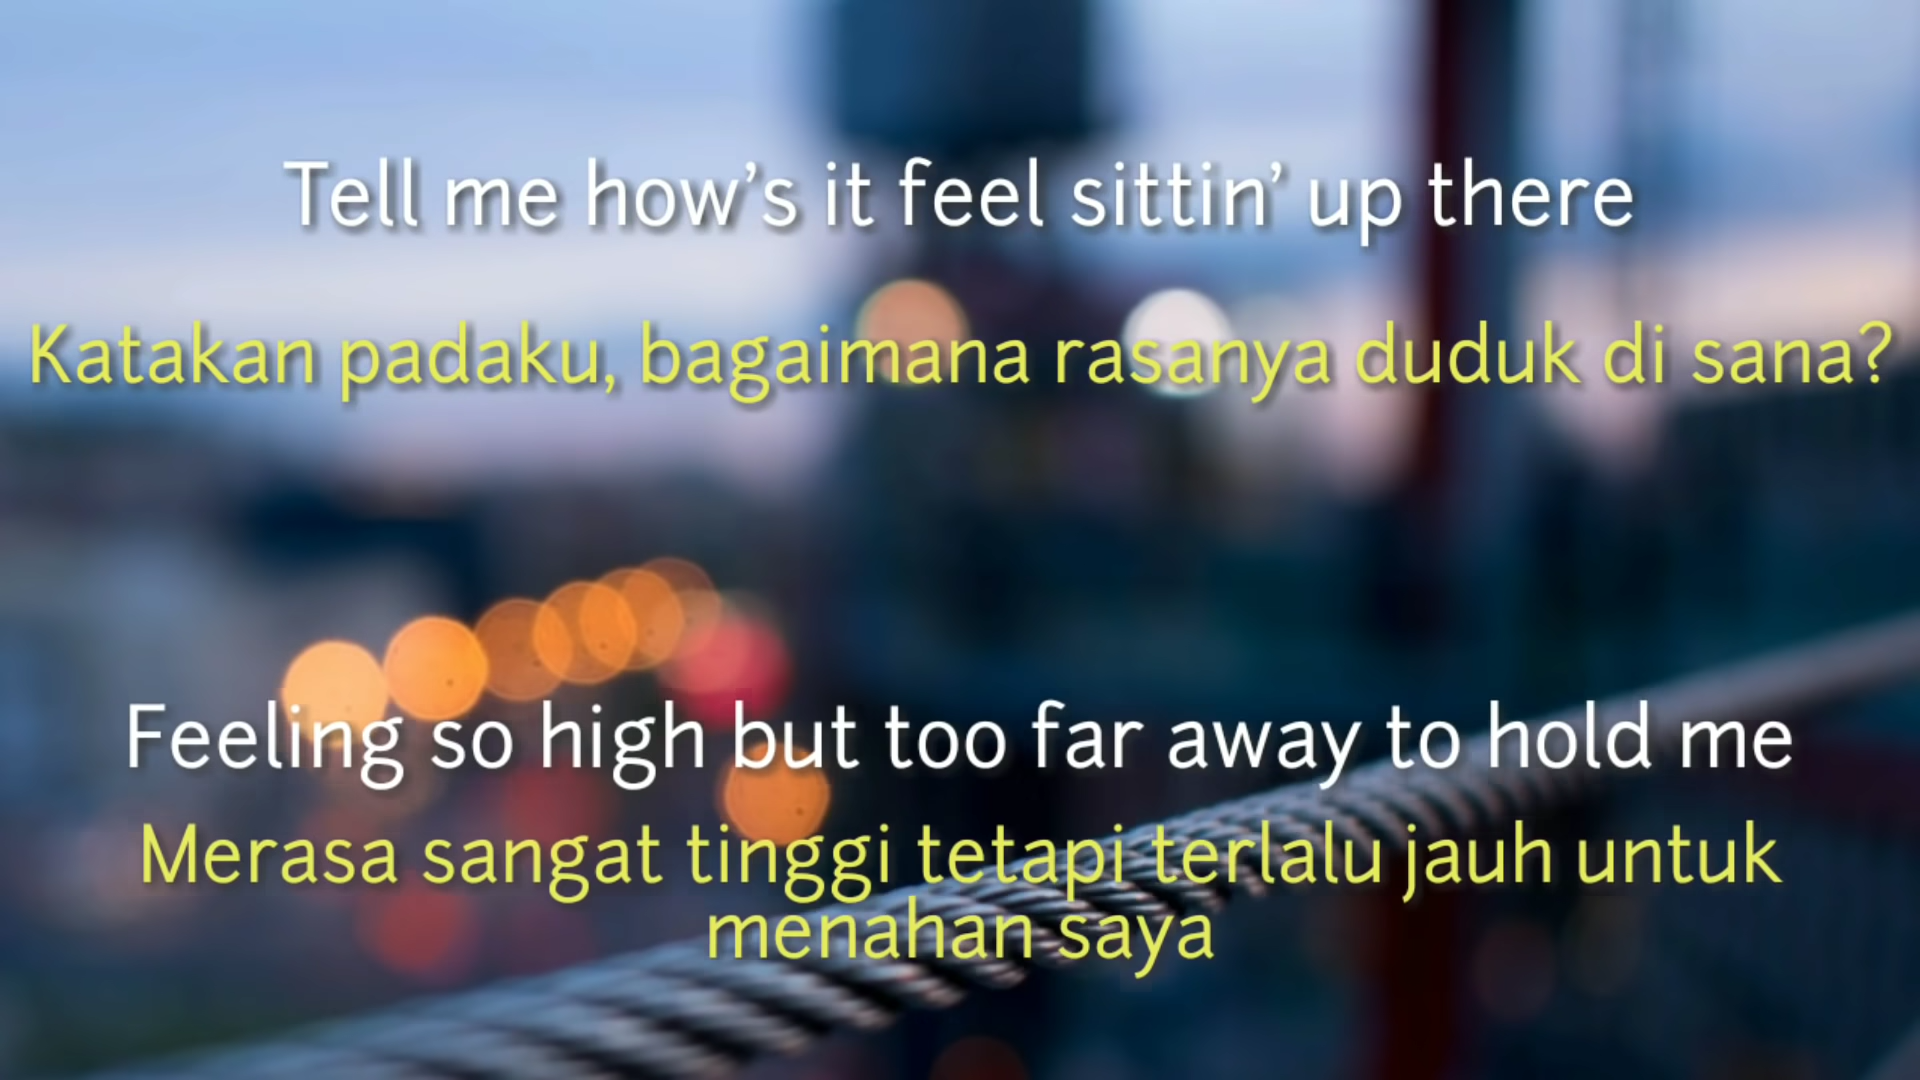 Tell me how’s it feel sittin’ up there
Katakan padaku, bagaimana rasanya duduk di sana?
Feeling so high but too far away to hold me
Merasa sangat tinggi tetapi terlalu jauh untuk
menahan saya